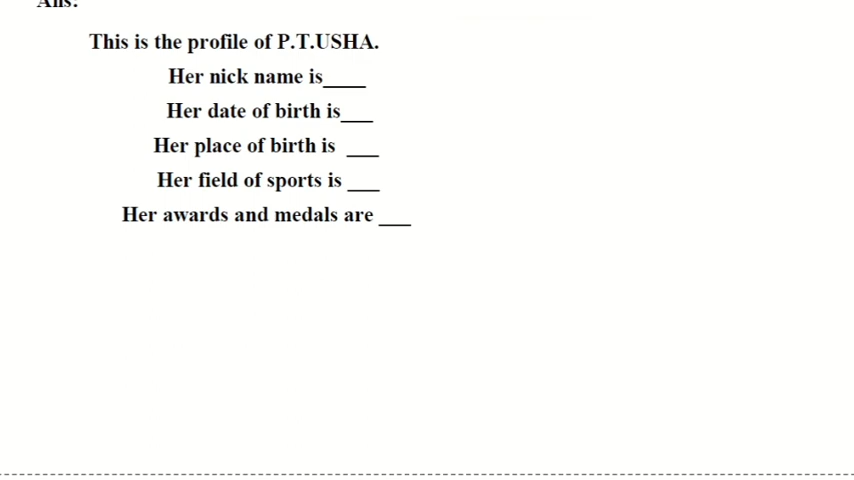 Ans:
This is the profile of P.T.USHA.
Her nick name is____
Her date of birth is___
Her place of birth is ___
Her field of sports is ___
Her awards and medals are ___